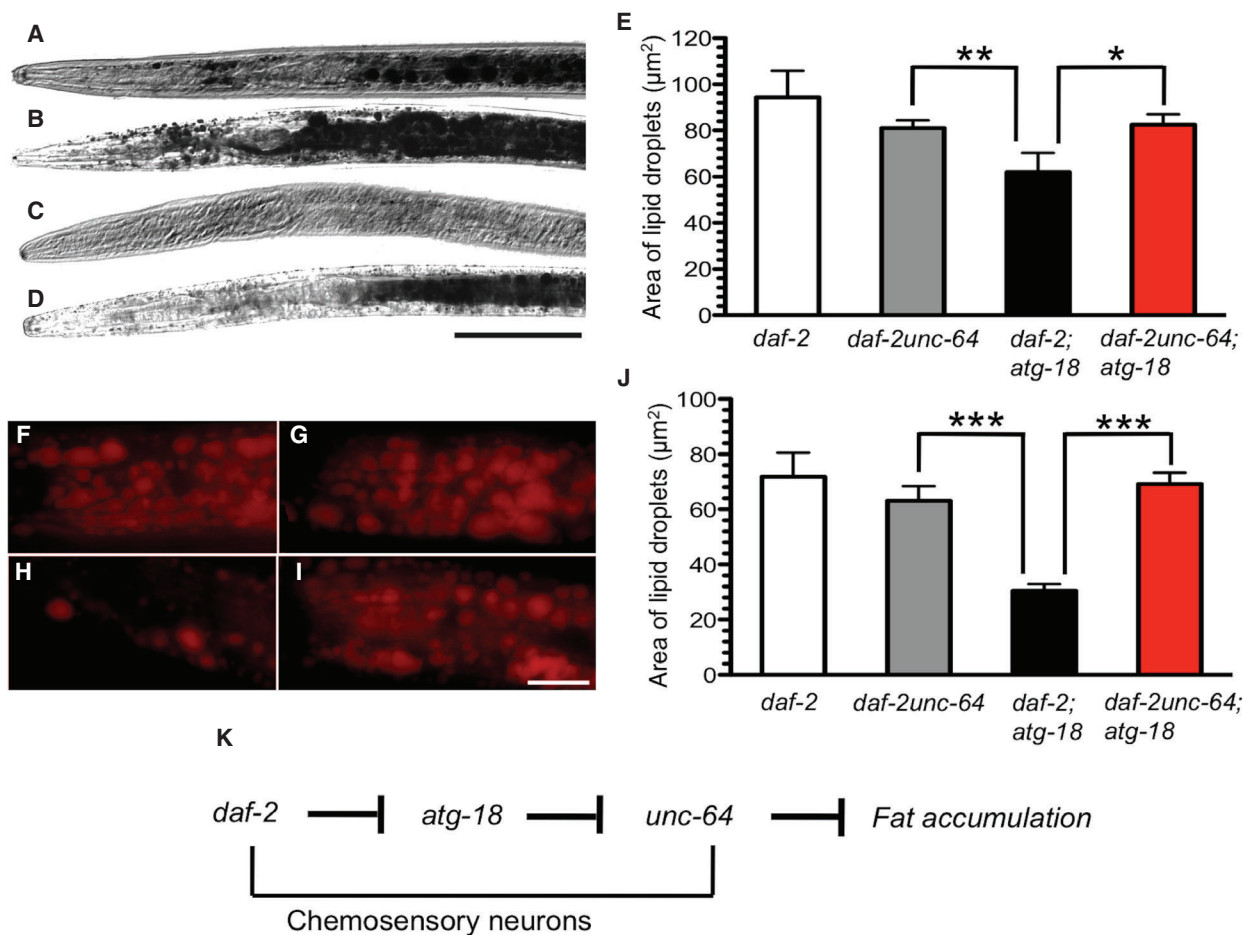 A
B
C
D
E
Area of lipid droplets (µm²)
120
100
80
60
40
20
0
**
*
daf-2
daf-2unc-64
daf-2;
atg-18
daf-2unc-64;
atg-18
F
G
H
I
J
Area of lipid droplets (µm²)
100
80
60
40
20
0
***
***
daf-2
daf-2unc-64
daf-2;
atg-18
daf-2unc-64;
atg-18
K
daf-2
atg-18
unc-64
Fat accumulation
Chemosensory neurons